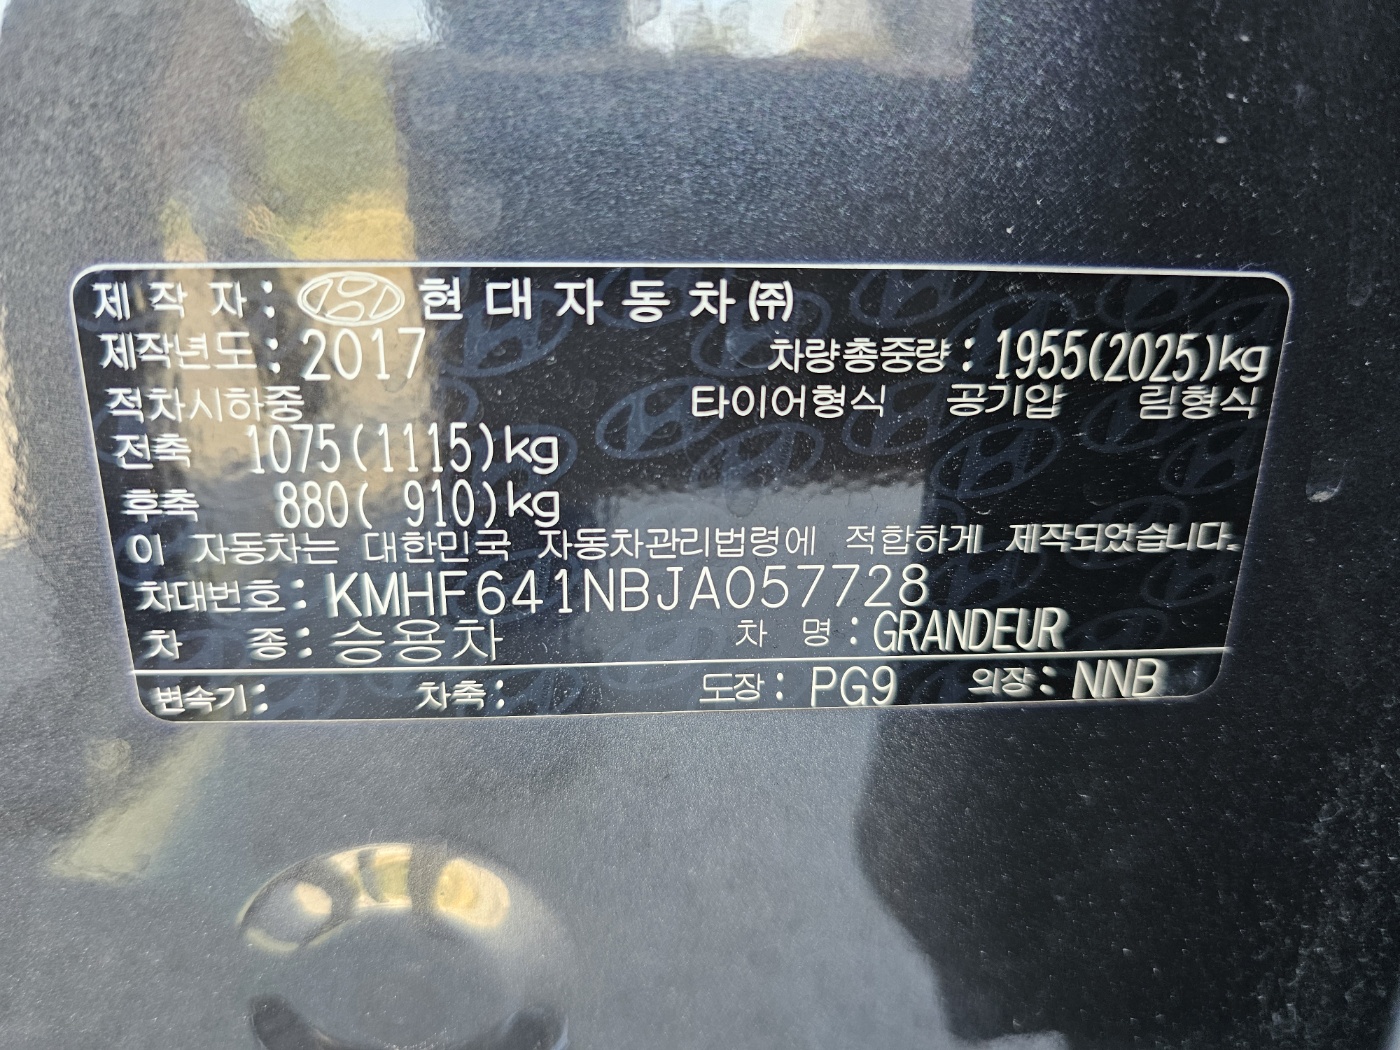 제 작 자 : 현 대 자 동 차 ㈜
제작년도 : 2017 차량총중량 : 1955(2025)kg
적차시하중 타이어형식 공기압 림형식
전축 1075(1115)kg
후축 880( 910)kg
이 자동차는 대한민국 자동차관리법령에 적합하게 제작되었습니다.
차대번호 : KMHF641NBJA057728
차 종 : 승용차 차 명 : GRANDEUR
변속기 : 차축 : 도장 : PG9 의장 : NNB